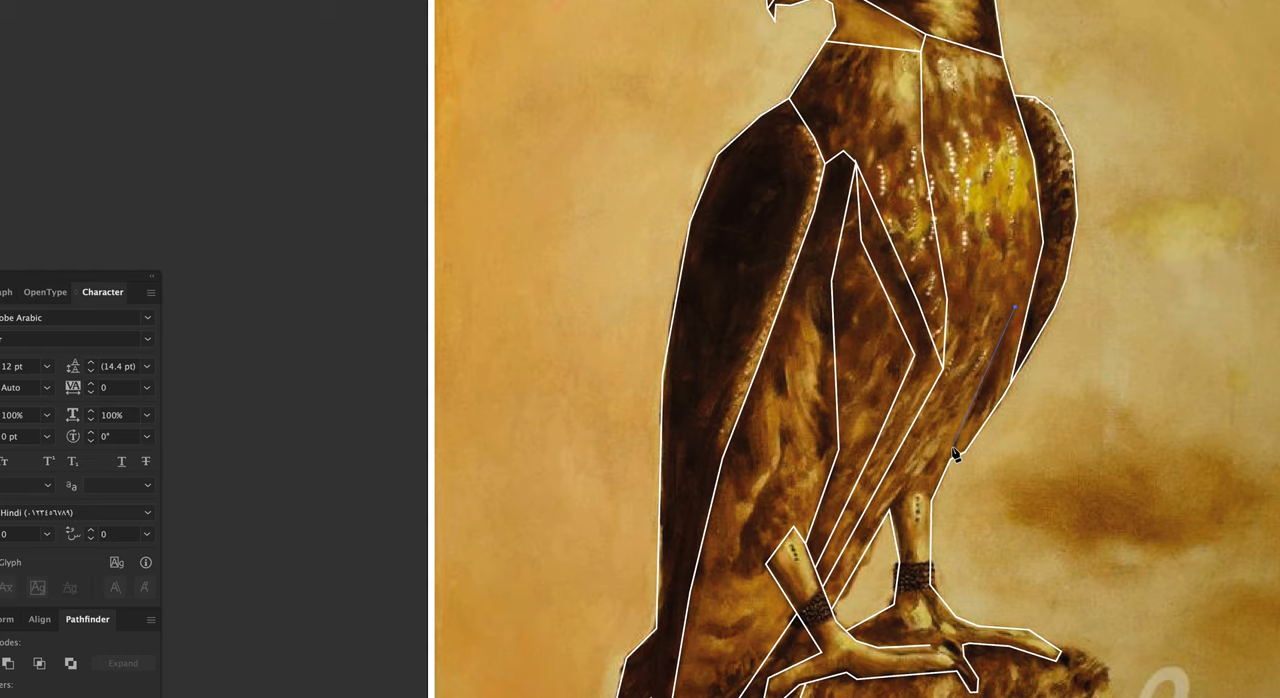 OpenType
Character
obe Arabic
12 pt
(14.4 pt)
Auto
0
100%
100%
0 pt
0°
Hindi (٠١٢٣٤٥٦٧٨٩)
0
0
Glyph
orm
Align
Pathfinder
odes:
Expand
ers: